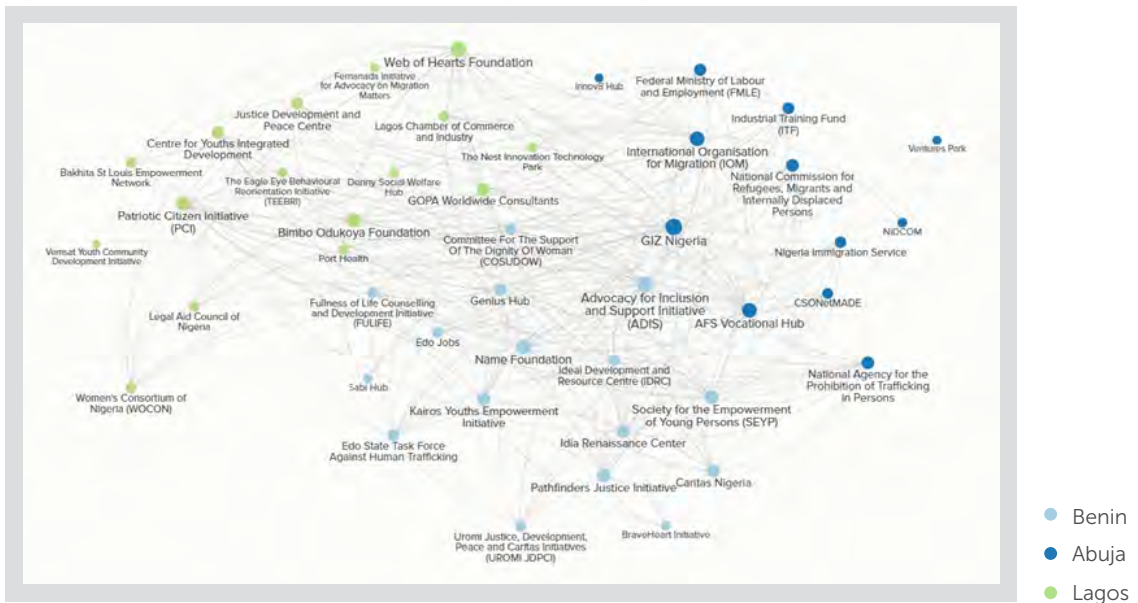 Web of Hearts Foundation
Fernanada Initiative
for Advocacy on Migration
Matters
Innov8 Hub
Federal Ministry of Labour
and Employment (FMLE)
Justice Development and
Peace Centre
Lagos Chamber of Commerce
and Industry
Industrial Training Fund
(ITF)
Centre for Youths Integrated
Development
The Nest Innovation Technology
Park
International Organisation
for Migration (IOM)
Ventures Park
Bakhita St Louis Empowerment
Network
The Eagle Eye Behavioural
Reorientation Initiative
(TEEBRI)
Danny Social Welfare
Hub
GOPA Worldwide Consultants
National Commission for
Refugees, Migrants and
Internally Displaced
Persons
Patriotic Citizen Initiative
(PCI)
Bimbo Odukoya Foundation
Committee For The Support
Of The Dignity Of Woman
(COSUDOW)
GIZ Nigeria
NiDCOM
Youth Community
Development Initiative
Port Health
Nigeria Immigration Service
Fullness of Life Counselling
and Development Initiative
(FULIFE)
Genius Hub
Advocacy for Inclusion
and Support Initiative
(ADIS)
CSONetMADE
Legal Aid Council of
Nigeria
AFS Vocational Hub
Edo Jobs
Name Foundation
Ideal Development and
Resource Centre (IDRC)
National Agency for the
Prohibition of Trafficking
In Persons
Sabi Hub
Women's Consortium of
Nigeria (WOCON)
Kairos Youths Empowerment
Initiative
Society for the Empowerment
of Young Persons (SEYP)
Edo State Task Force
Against Human Trafficking
Idia Renaissance Center
Pathfinders Justice Initiative
Caritas Nigeria
Uromi Justice, Development,
Peace and Caritas Initiatives
(UROMI JDPCI)
BraveHeart Initiative
Benin
Abuja
Lagos